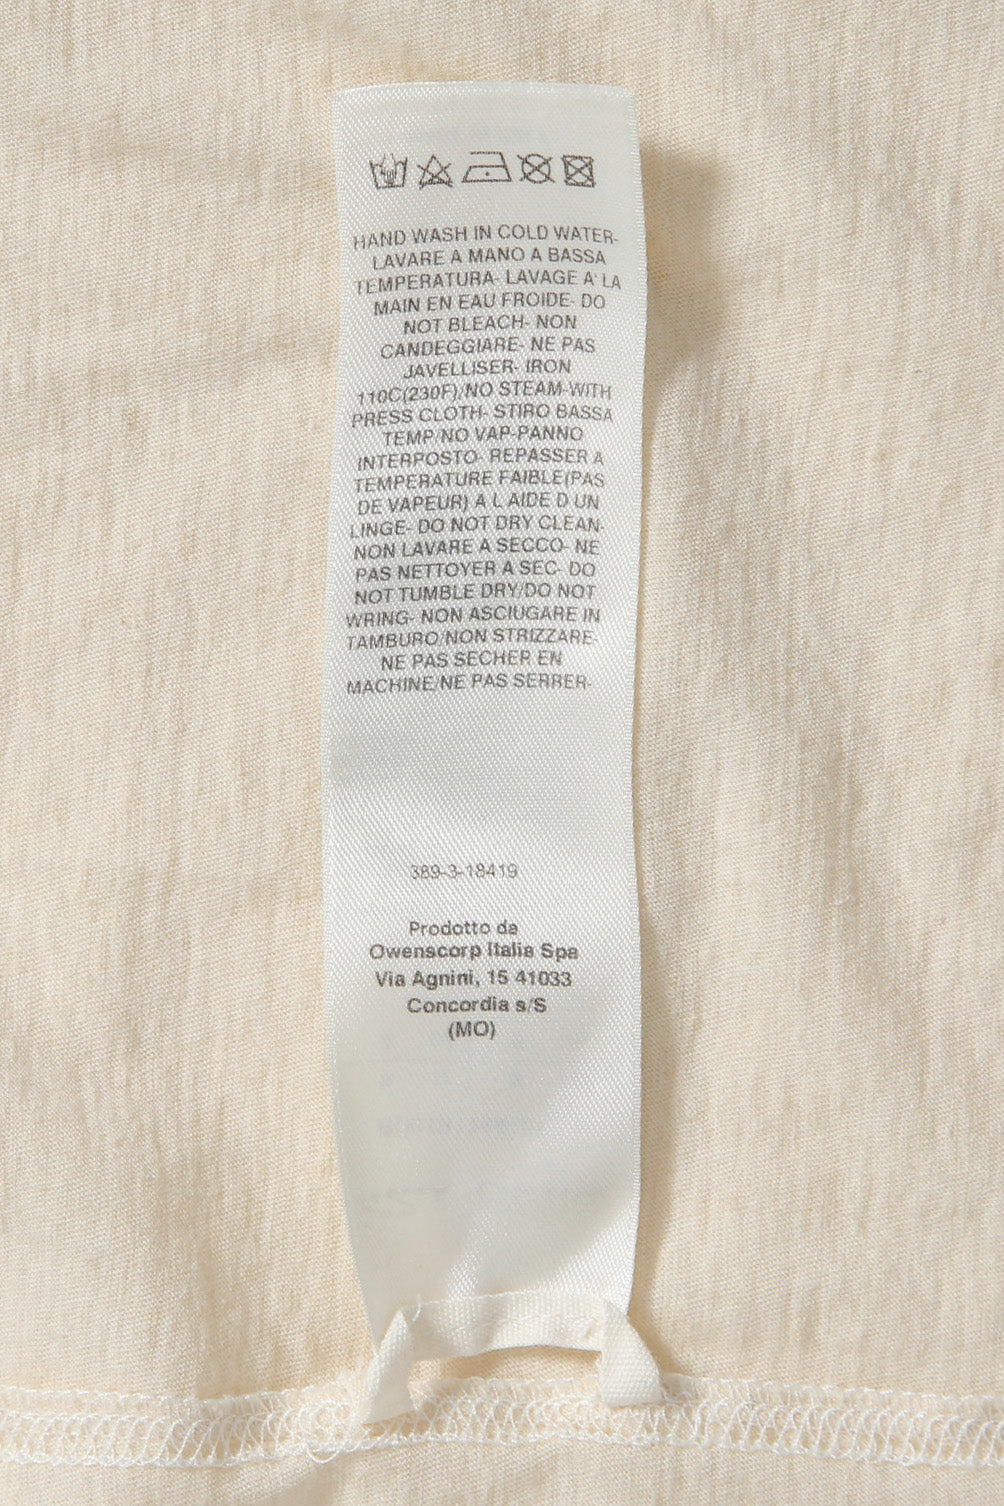 HAND WASH IN COLD WATER-
LAVARE A MANO A BASSA
TEMPERATURA- LAVAGE A' LA
MAIN EN EAU FROIDE- DO
NOT BLEACH- NON
CANDEGGIARE- NE PAS
JAVELLISER- IRON
110C(230F)/NO STEAM-WITH
PRESS CLOTH- STIRO BASSA
TEMP/NO VAP-PANNO
INTERPOSTO- REPASSER A
TEMPERATURE FAIBLE(PAS
DE VAPEUR) A L AIDE D UN
LINGE- DO NOT DRY CLEAN-
NON LAVARE A SECCO- NE
PAS NETTOYER A SEC- DO
NOT TUMBLE DRY/DO NOT
WRING- NON ASCIUGARE IN
TAMBURO/NON STRIZZARE-
NE PAS SECHER EN
MACHINE/NE PAS SERRER-
389-3-18419
Prodotto da
Owenscorp Italia Spa
Via Agnini, 15 41033
Concordia s/S
(MO)